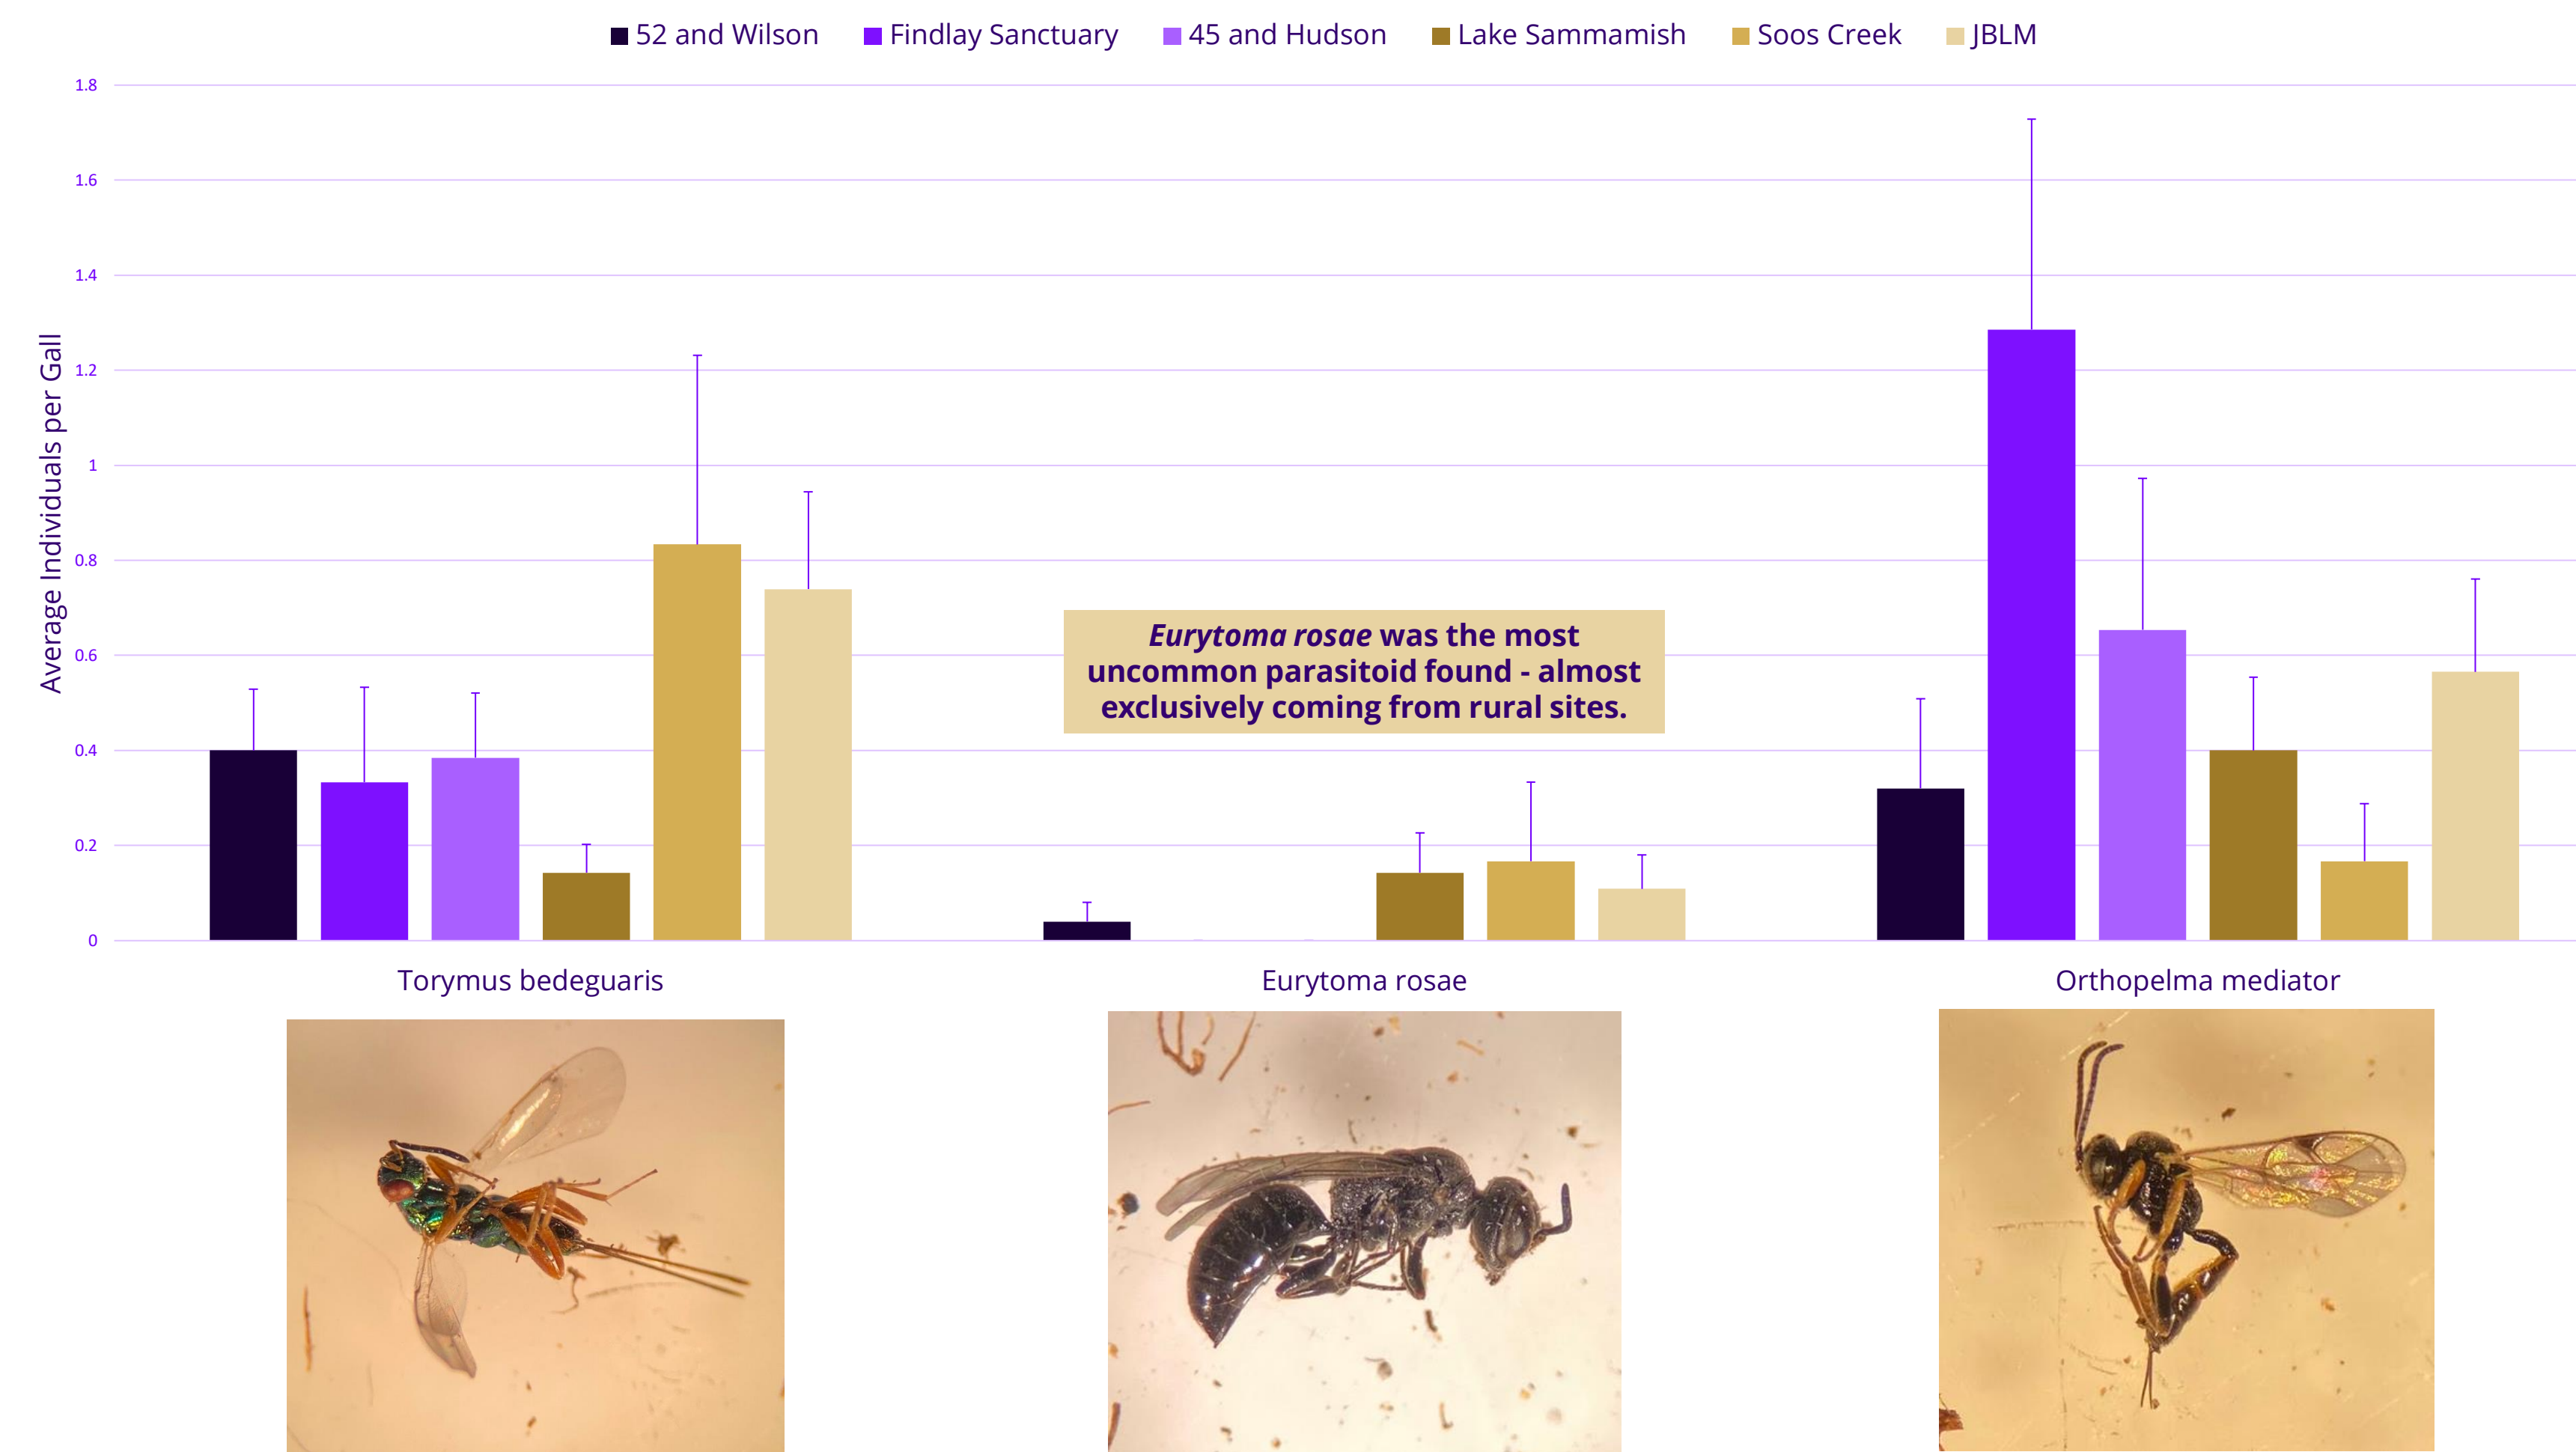 52 and Wilson Findlay Sanctuary 45 and Hudson Lake Sammamish Soos Creek JBLM
1.8
1.6
1.4
1.2
1
0.8
0.6
0.4
0.2
0
Average Individuals per Gall
Eurytoma rosae was the most
uncommon parasitoid found - almost
exclusively coming from rural sites.
Torymus bedeguaris Eurytoma rosae Orthopelma mediator